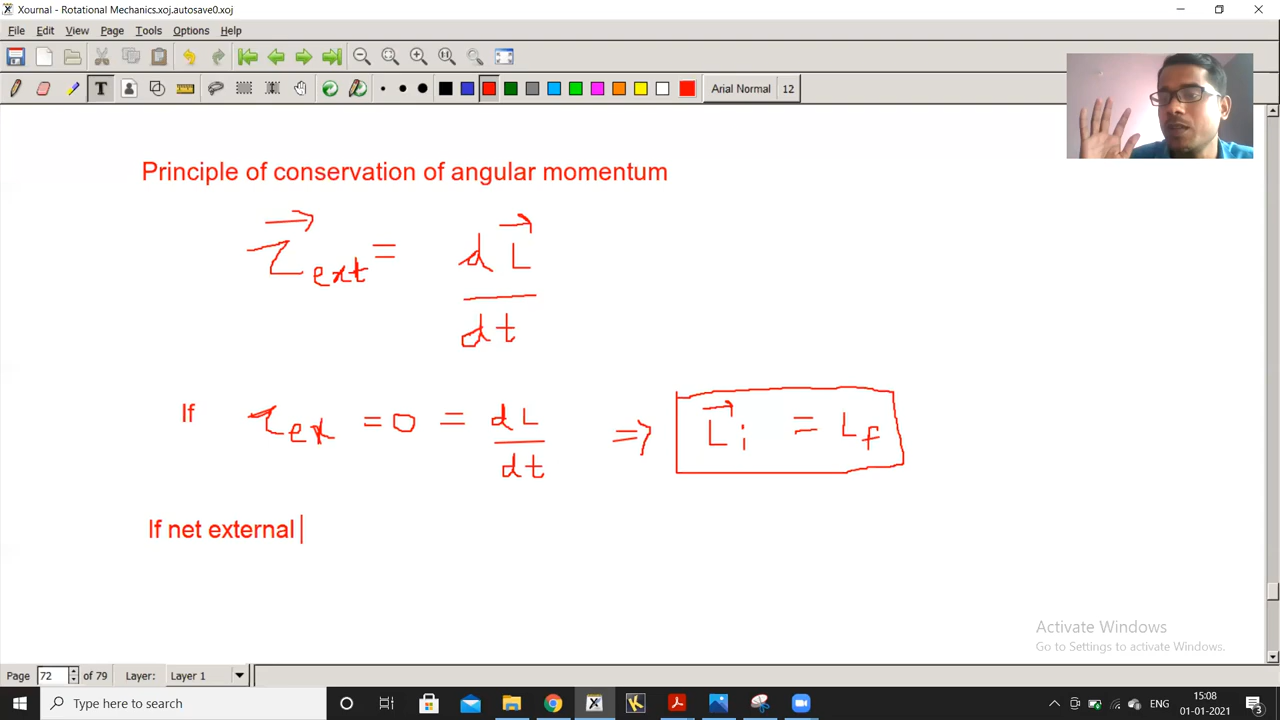 Xournal - Rotational Mechanics.xoj.autosave0.xoj
File Edit View Page Tools Options Help
Arial Normal 12
Principle of conservation of angular momentum
τext = dL
dt
If τex = 0 = dL ⇒ Li = Lf
dt
If net external
Activate Windows
Go to Settings to activate Windows.
Page 72 of 79 Layer: Layer 1
Type here to search
ENG
15:08
01-01-2021
3